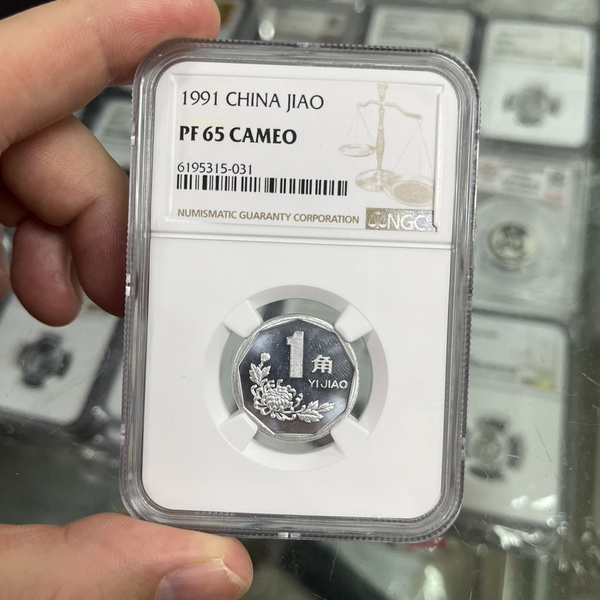 1991 CHINA JIAO
PF 65 CAMEO
6195315-031
NUMISMATIC GUARANTY CORPORATION NGC
1 角
YI JIAO